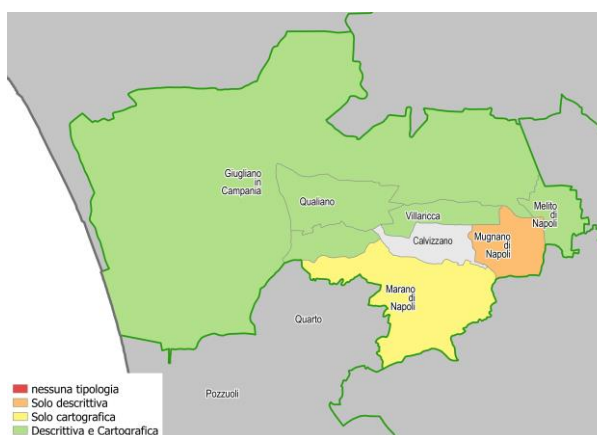 Giugliano
in
Campania
Qualiano
Villaricca
Melito
di
Napoli
Calvizzano
Mugnano
di
Napoli
Marano
di
Napoli
Quarto
Pozzuoli
nessuna tipologia
Solo descrittiva
Solo cartografica
Descrittiva e Cartografica